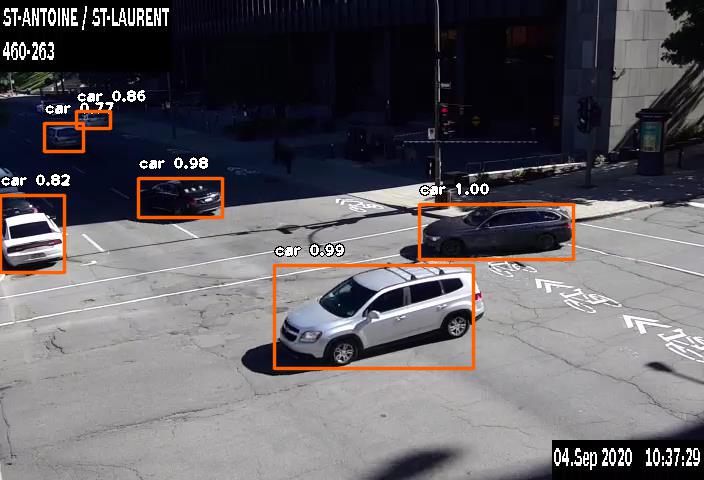 ST-ANTOINE / ST-LAURENT
460-263
car 0.86
car 0.77
car 0.98
car 0.82
car 1.00
car 0.99
04.Sep 2020 10:37:29